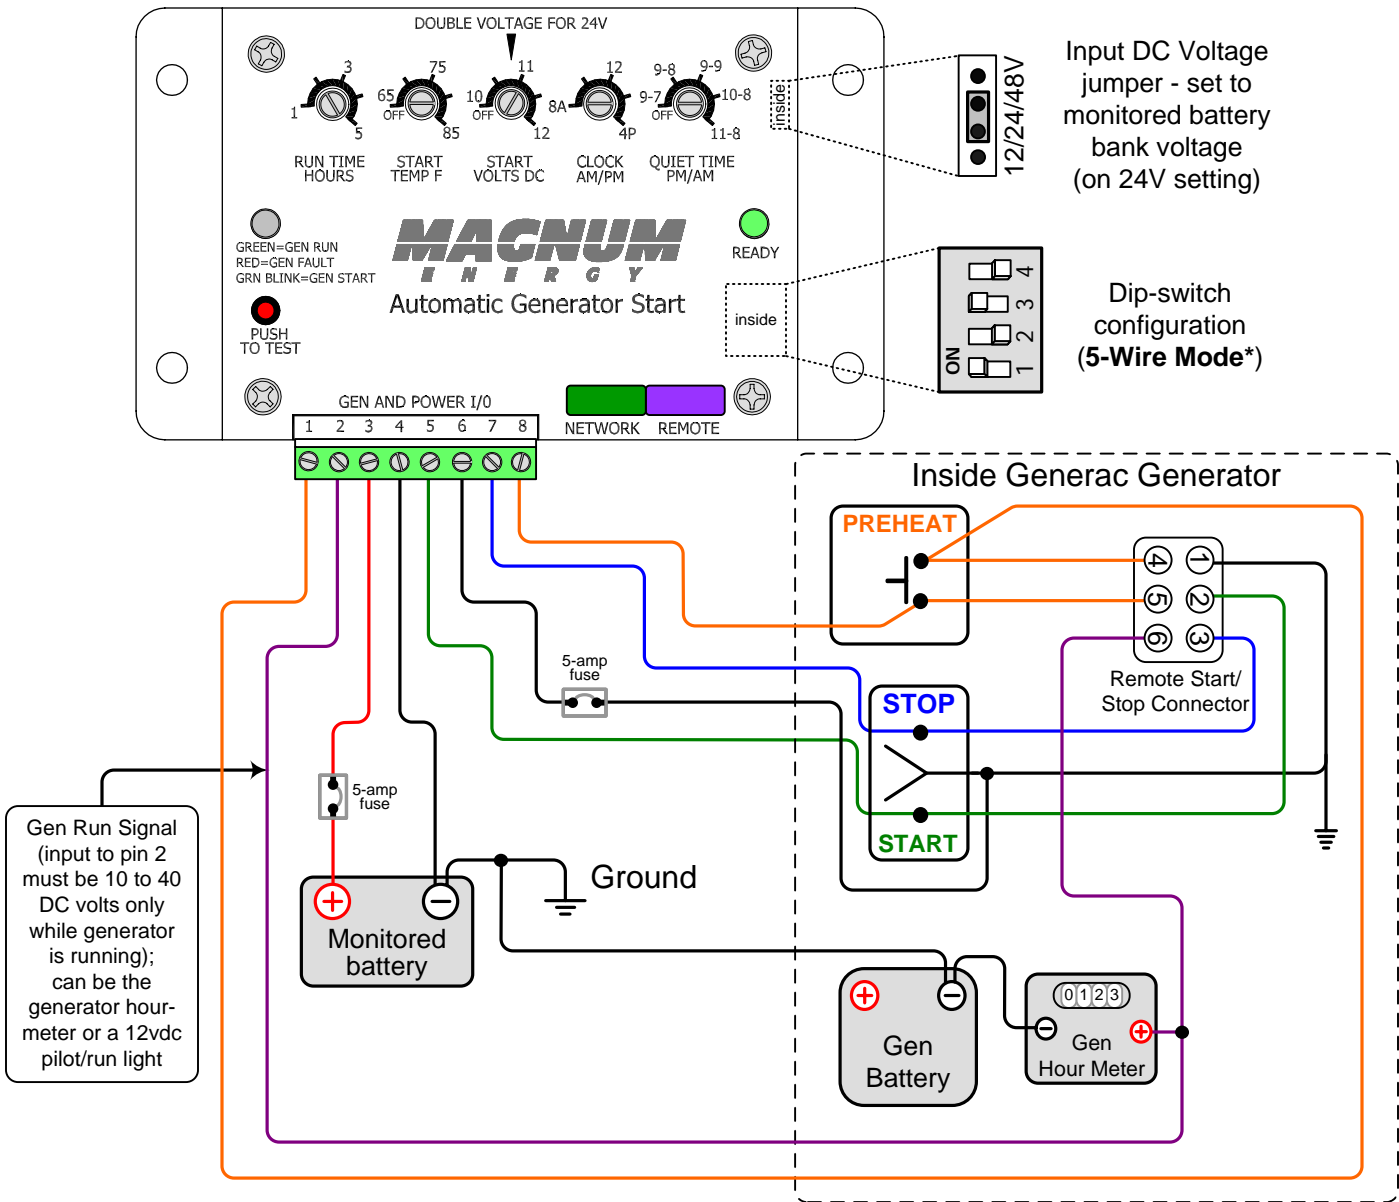 DOUBLE VOLTAGE FOR 24V
1 3 5
65 75 85
OFF
10 11 12
OFF
8A 12 4P
9-7 9-8 9-9 10-8 11-8
OFF
RUN TIME
HOURS
START
TEMP F
START
VOLTS DC
CLOCK
AM/PM
QUIET TIME
PM/AM
inside
12/24/48V
Input DC Voltage
jumper - set to
monitored battery
bank voltage
(on 24V setting)
GREEN=GEN RUN
RED=GEN FAULT
GRN BLINK=GEN START
MAGNUM
ENERGY
Automatic Generator Start
READY
PUSH
TO TEST
inside
ON
1 2 3 4
Dip-switch
configuration
(5-Wire Mode*)
GEN AND POWER I/0
1 2 3 4 5 6 7 8
NETWORK REMOTE
Inside Generac Generator
PREHEAT
4 1
5 2
6 3
Remote Start/
Stop Connector
5-amp
fuse
STOP
START
5-amp
fuse
Gen Run Signal
(input to pin 2
must be 10 to 40
DC volts only
while generator
is running);
can be the
generator hour-
meter or a 12vdc
pilot/run light
Ground
Monitored
battery
Gen
Battery
0 1 2 3
Gen
Hour Meter